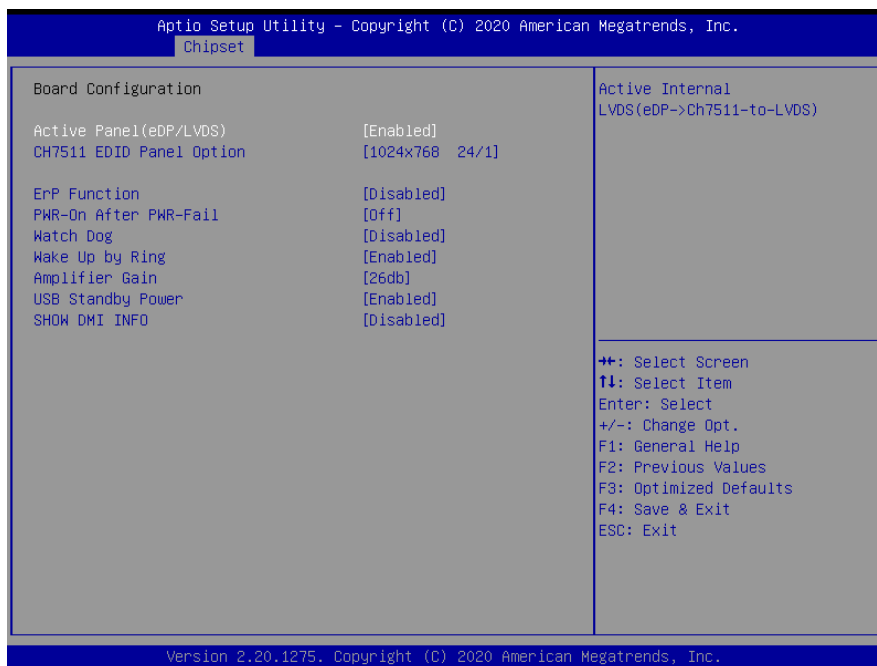 Aptio Setup Utility – Copyright (C) 2020 American Megatrends, Inc.
Chipset
Board Configuration
Active Panel(eDP/LVDS) [Enabled]
CH7511 EDID Panel Option [1024x768 24/1]
ErP Function [Disabled]
PWR-On After PWR-Fail [Off]
Watch Dog [Disabled]
Wake Up by Ring [Enabled]
Amplifier Gain [26db]
USB Standby Power [Enabled]
SHOW DMI INFO [Disabled]
Active Internal
LVDS(eDP->Ch7511-to-LVDS)
→←: Select Screen
↑↓: Select Item
Enter: Select
+/-: Change Opt.
F1: General Help
F2: Previous Values
F3: Optimized Defaults
F4: Save & Exit
ESC: Exit
Version 2.20.1275. Copyright (C) 2020 American Megatrends, Inc.